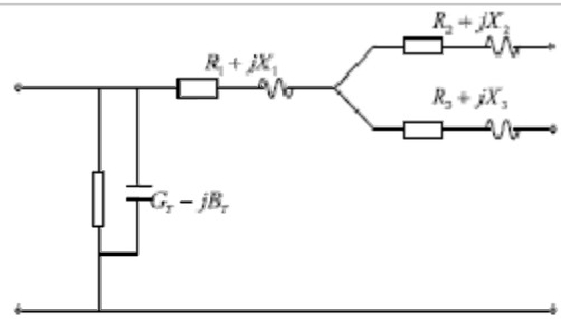 R₂ + jX₂
R₁ + jX₁
R₃ + jX₃
G_T − jB_T